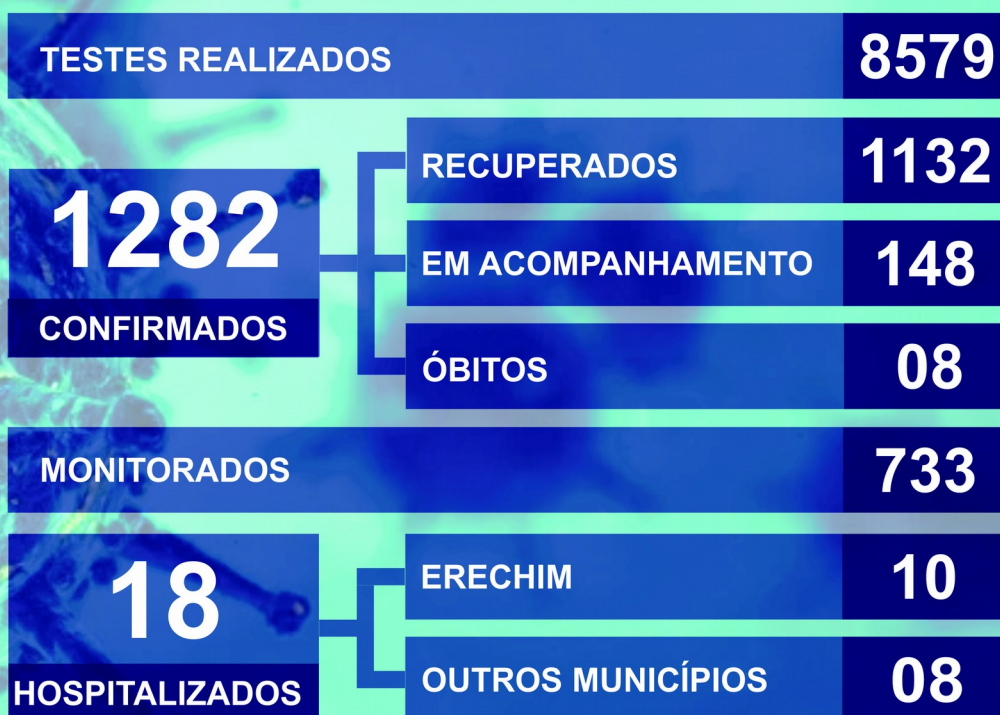 TESTES REALIZADOS 8579
1282
CONFIRMADOS
RECUPERADOS 1132
EM ACOMPANHAMENTO 148
ÓBITOS 08
MONITORADOS 733
18
HOSPITALIZADOS
ERECHIM 10
OUTROS MUNICÍPIOS 08